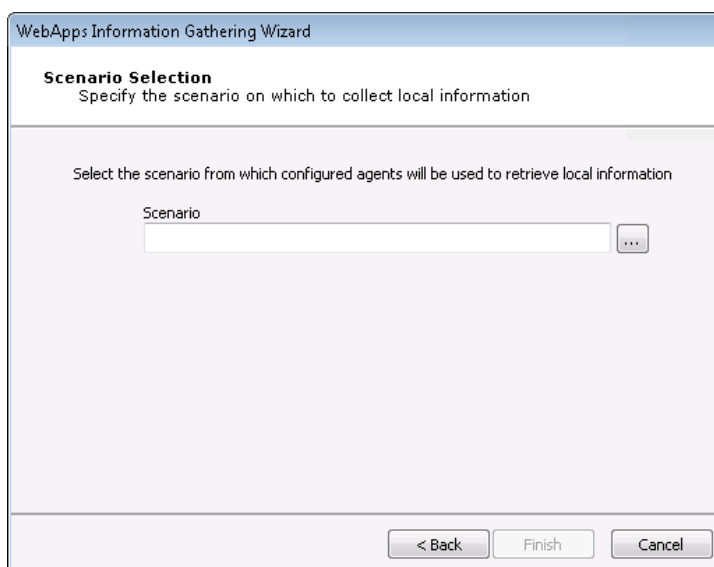 WebApps Information Gathering Wizard
Scenario Selection
Specify the scenario on which to collect local information
Select the scenario from which configured agents will be used to retrieve local information
Scenario
...
< Back Finish Cancel